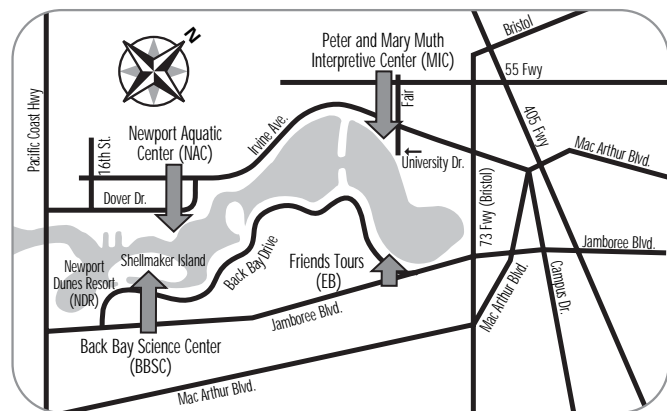 N
Bristol
Peter and Mary Muth
Interpretive Center (MIC)
55 Fwy
Fair
405 Fwy
Pacific Coast Hwy
16th St.
Newport Aquatic
Center (NAC)
Irvine Ave.
University Dr.
Mac Arthur Blvd.
Dover Dr.
73 Fwy (Bristol)
Shellmaker Island
Back Bay Drive
Friends Tours
(EB)
Jamboree Blvd.
Newport
Dunes Resort
(NDR)
Mac Arthur Blvd.
Campus Dr.
Jamboree Blvd.
Back Bay Science Center
(BBSC)
Mac Arthur Blvd.